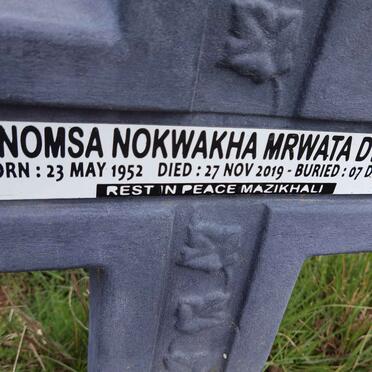 NOMSA NOKWAKHA MRWATA D
ORN : 23 MAY 1952 DIED : 27 NOV 2019 - BURIED : 07 D
REST IN PEACE MAZIKHALI